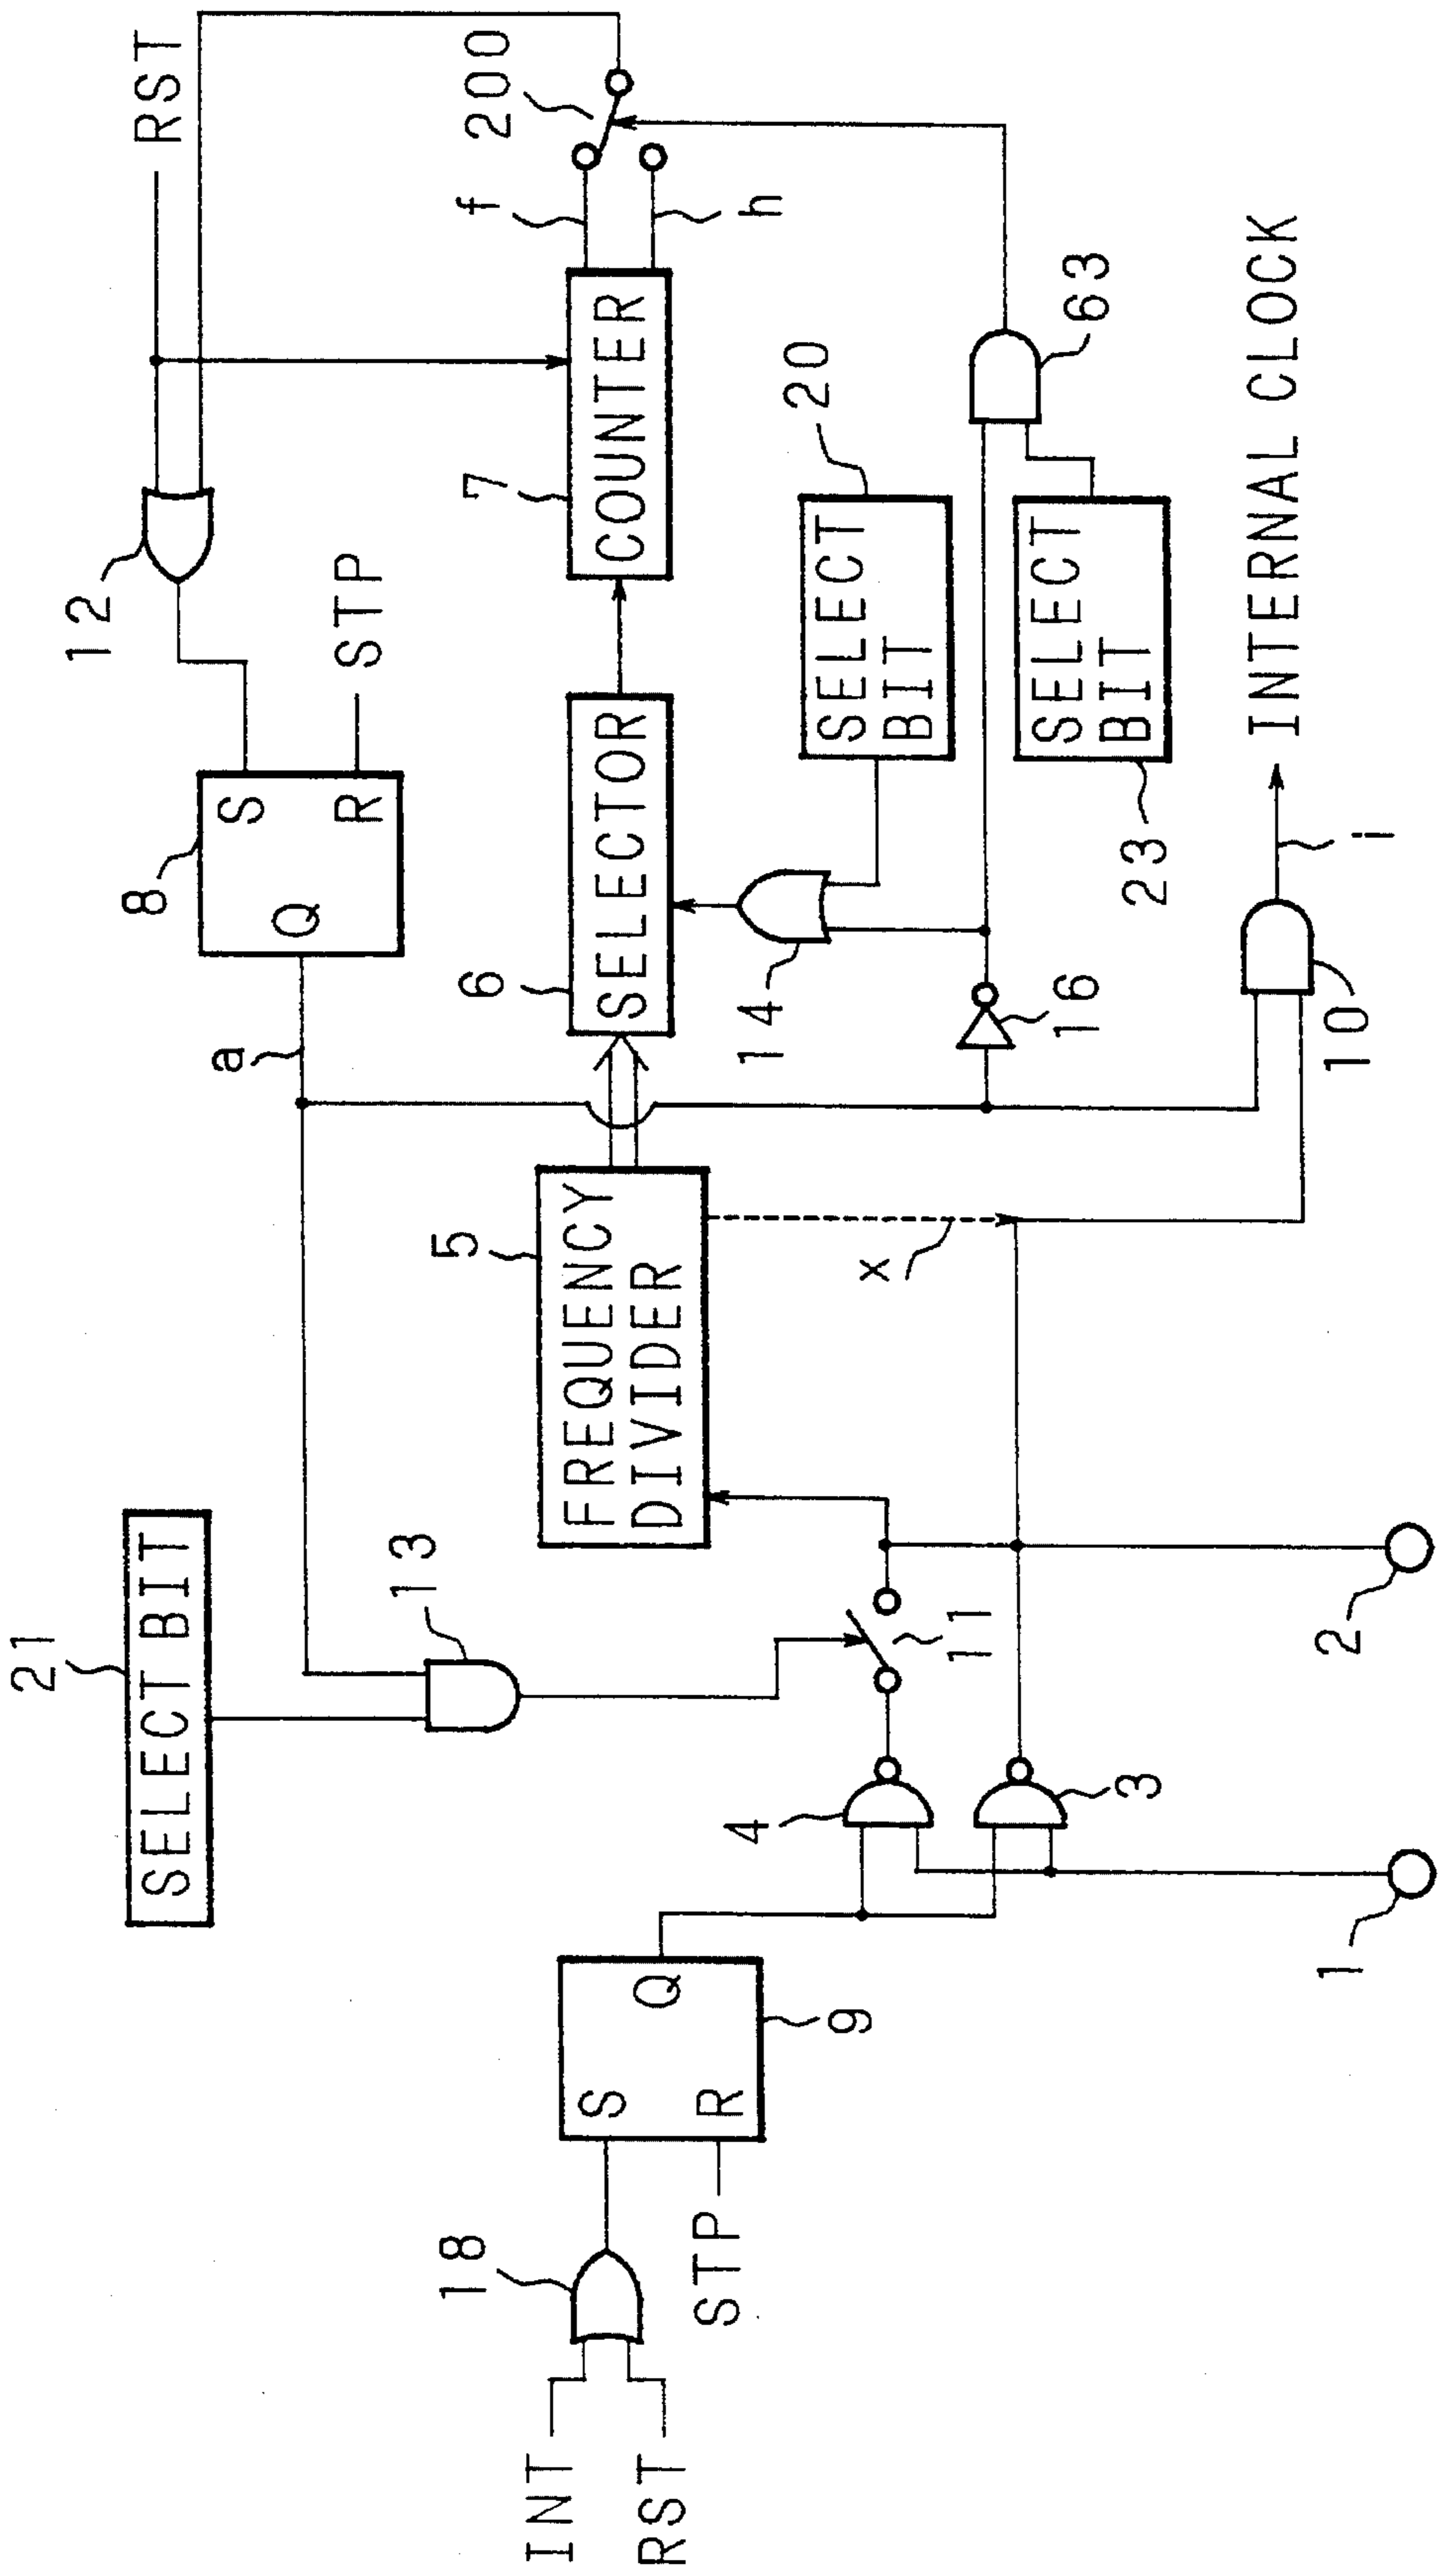 21
SELECT BIT
13
12
RST
8
S
R
Q
STP
a
200
f
h
7
COUNTER
6
SELECTOR
5
FREQUENCY
DIVIDER
20
SELECT
BIT
14
63
SELECT
BIT
23
16
x
INTERNAL CLOCK
i
10
11
4
3
2
1
9
S
R
Q
18
INT
RST
STP